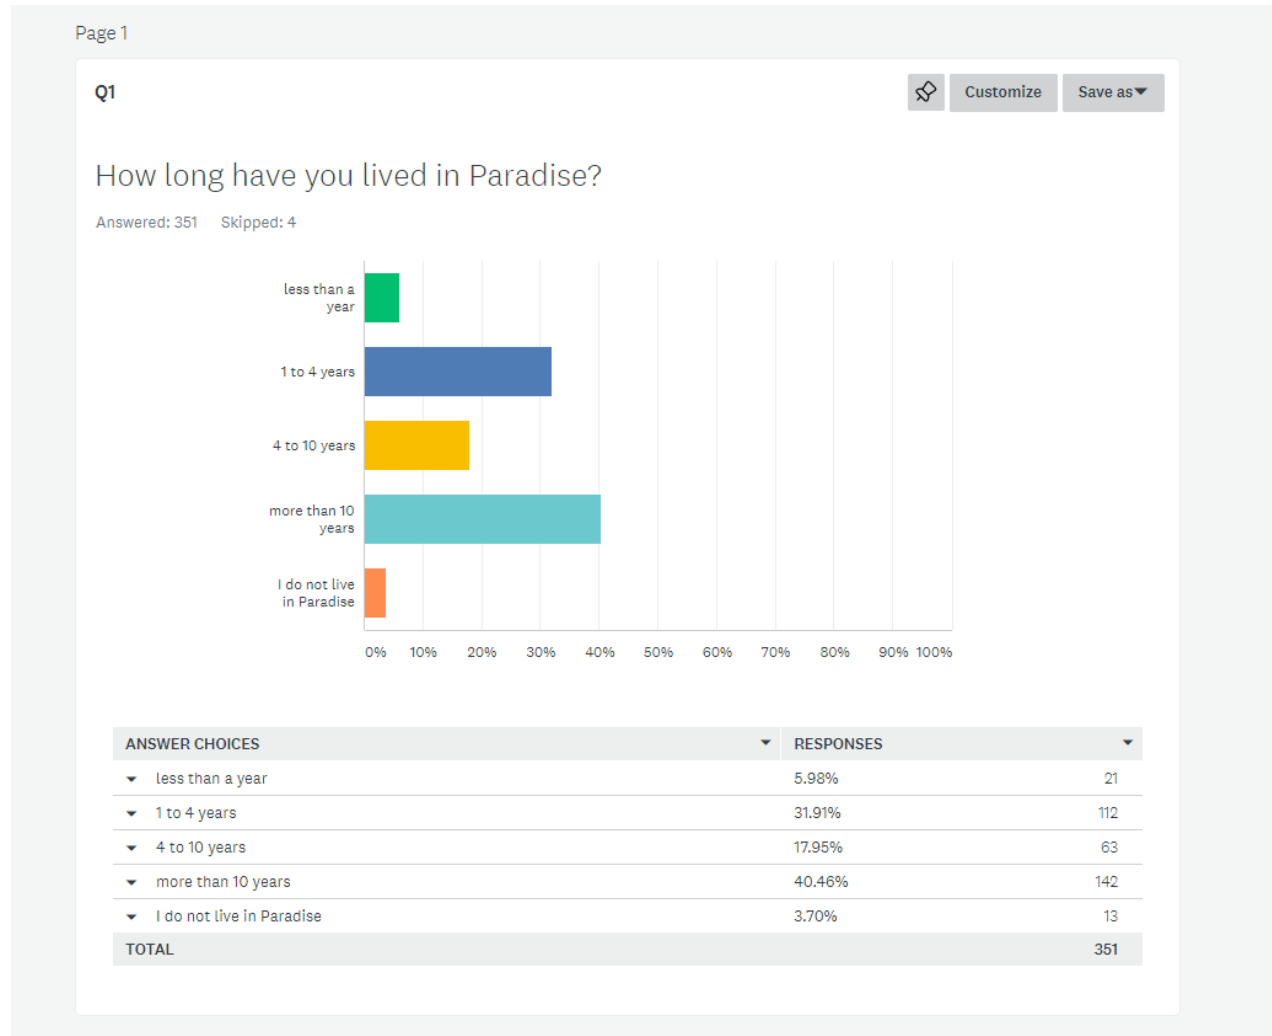 Page 1
Q1
Customize
Save as
How long have you lived in Paradise?
Answered: 351 Skipped: 4
less than a
year
1 to 4 years
4 to 10 years
more than 10
years
I do not live
in Paradise
0% 10% 20% 30% 40% 50% 60% 70% 80% 90% 100%
ANSWER CHOICES RESPONSES
less than a year 5.98% 21
1 to 4 years 31.91% 112
4 to 10 years 17.95% 63
more than 10 years 40.46% 142
I do not live in Paradise 3.70% 13
TOTAL 351